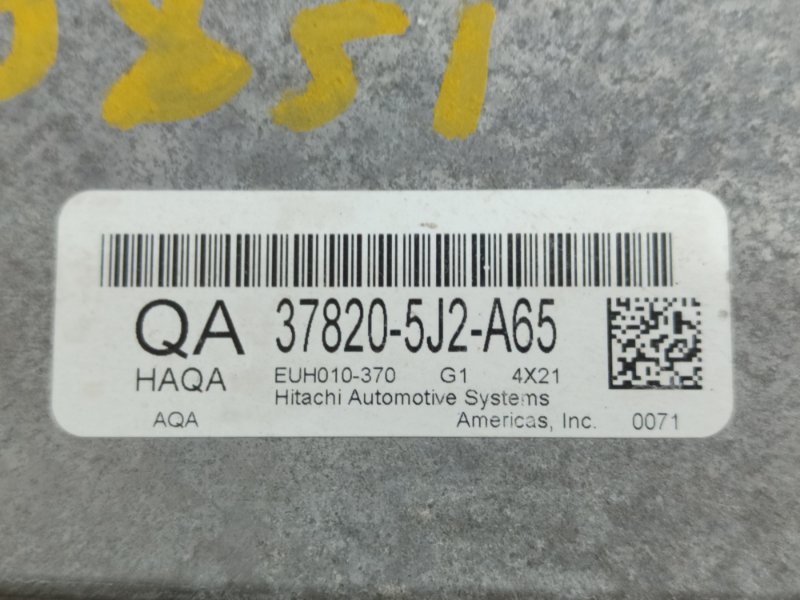 QA 37820-5J2-A65
HAQA EUH010-370 G1 4X21
Hitachi Automotive Systems
AQA Americas, Inc. 0071